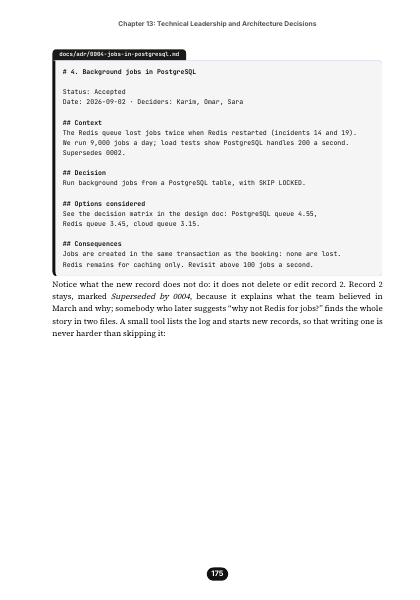 Chapter 13: Technical Leadership and Architecture Decisions
docs/adr/0004-jobs-in-postgresql.md
# 4. Background jobs in PostgreSQL
Status: Accepted
Date: 2026-09-02 · Deciders: Karim, Omar, Sara
## Context
The Redis queue lost jobs twice when Redis restarted (incidents 14 and 19).
We run 9,000 jobs a day; load tests show PostgreSQL handles 200 a second.
Supersedes 0002.
## Decision
Run background jobs from a PostgreSQL table, with SKIP LOCKED.
## Options considered
See the decision matrix in the design doc: PostgreSQL queue 4.55,
Redis queue 3.45, cloud queue 3.15.
## Consequences
Jobs are created in the same transaction as the booking: none are lost.
Redis remains for caching only. Revisit above 100 jobs a second.
Notice what the new record does not do: it does not delete or edit record 2. Record 2
stays, marked Superseded by 0004, because it explains what the team believed in
March and why; somebody who later suggests “why not Redis for jobs?” finds the whole
story in two files. A small tool lists the log and starts new records, so that writing one is
never harder than skipping it:
175